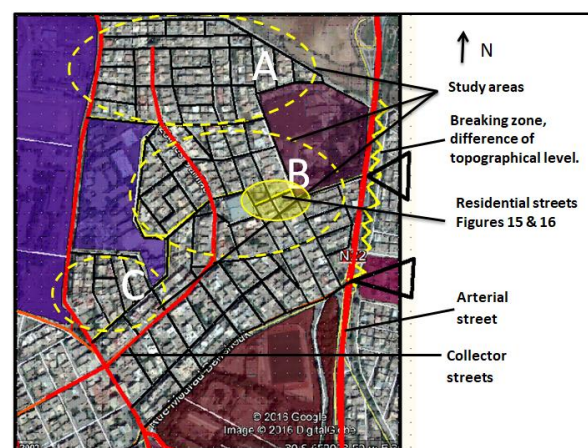 A
B
C
N
Study areas
Breaking zone,
difference of
topographical level.
Residential streets
Figures 15 & 16
Arterial
street
Collector
streets
© 2016 Google
Image © 2016 DigitalGlobe